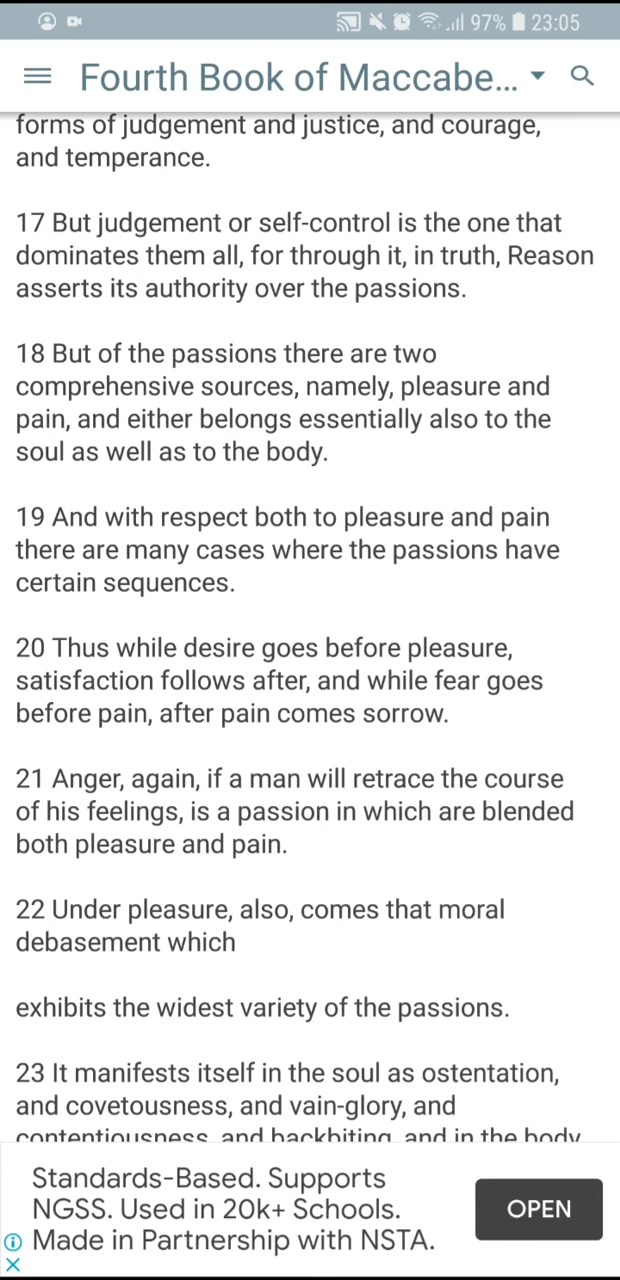 97% 23:05
Fourth Book of Maccabe...
forms of judgement and justice, and courage,
and temperance.
17 But judgement or self-control is the one that
dominates them all, for through it, in truth, Reason
asserts its authority over the passions.
18 But of the passions there are two
comprehensive sources, namely, pleasure and
pain, and either belongs essentially also to the
soul as well as to the body.
19 And with respect both to pleasure and pain
there are many cases where the passions have
certain sequences.
20 Thus while desire goes before pleasure,
satisfaction follows after, and while fear goes
before pain, after pain comes sorrow.
21 Anger, again, if a man will retrace the course
of his feelings, is a passion in which are blended
both pleasure and pain.
22 Under pleasure, also, comes that moral
debasement which
exhibits the widest variety of the passions.
23 It manifests itself in the soul as ostentation,
and covetousness, and vain-glory, and
contentiousness, and backbiting, and in the body
Standards-Based. Supports
NGSS. Used in 20k+ Schools.
Made in Partnership with NSTA.
OPEN